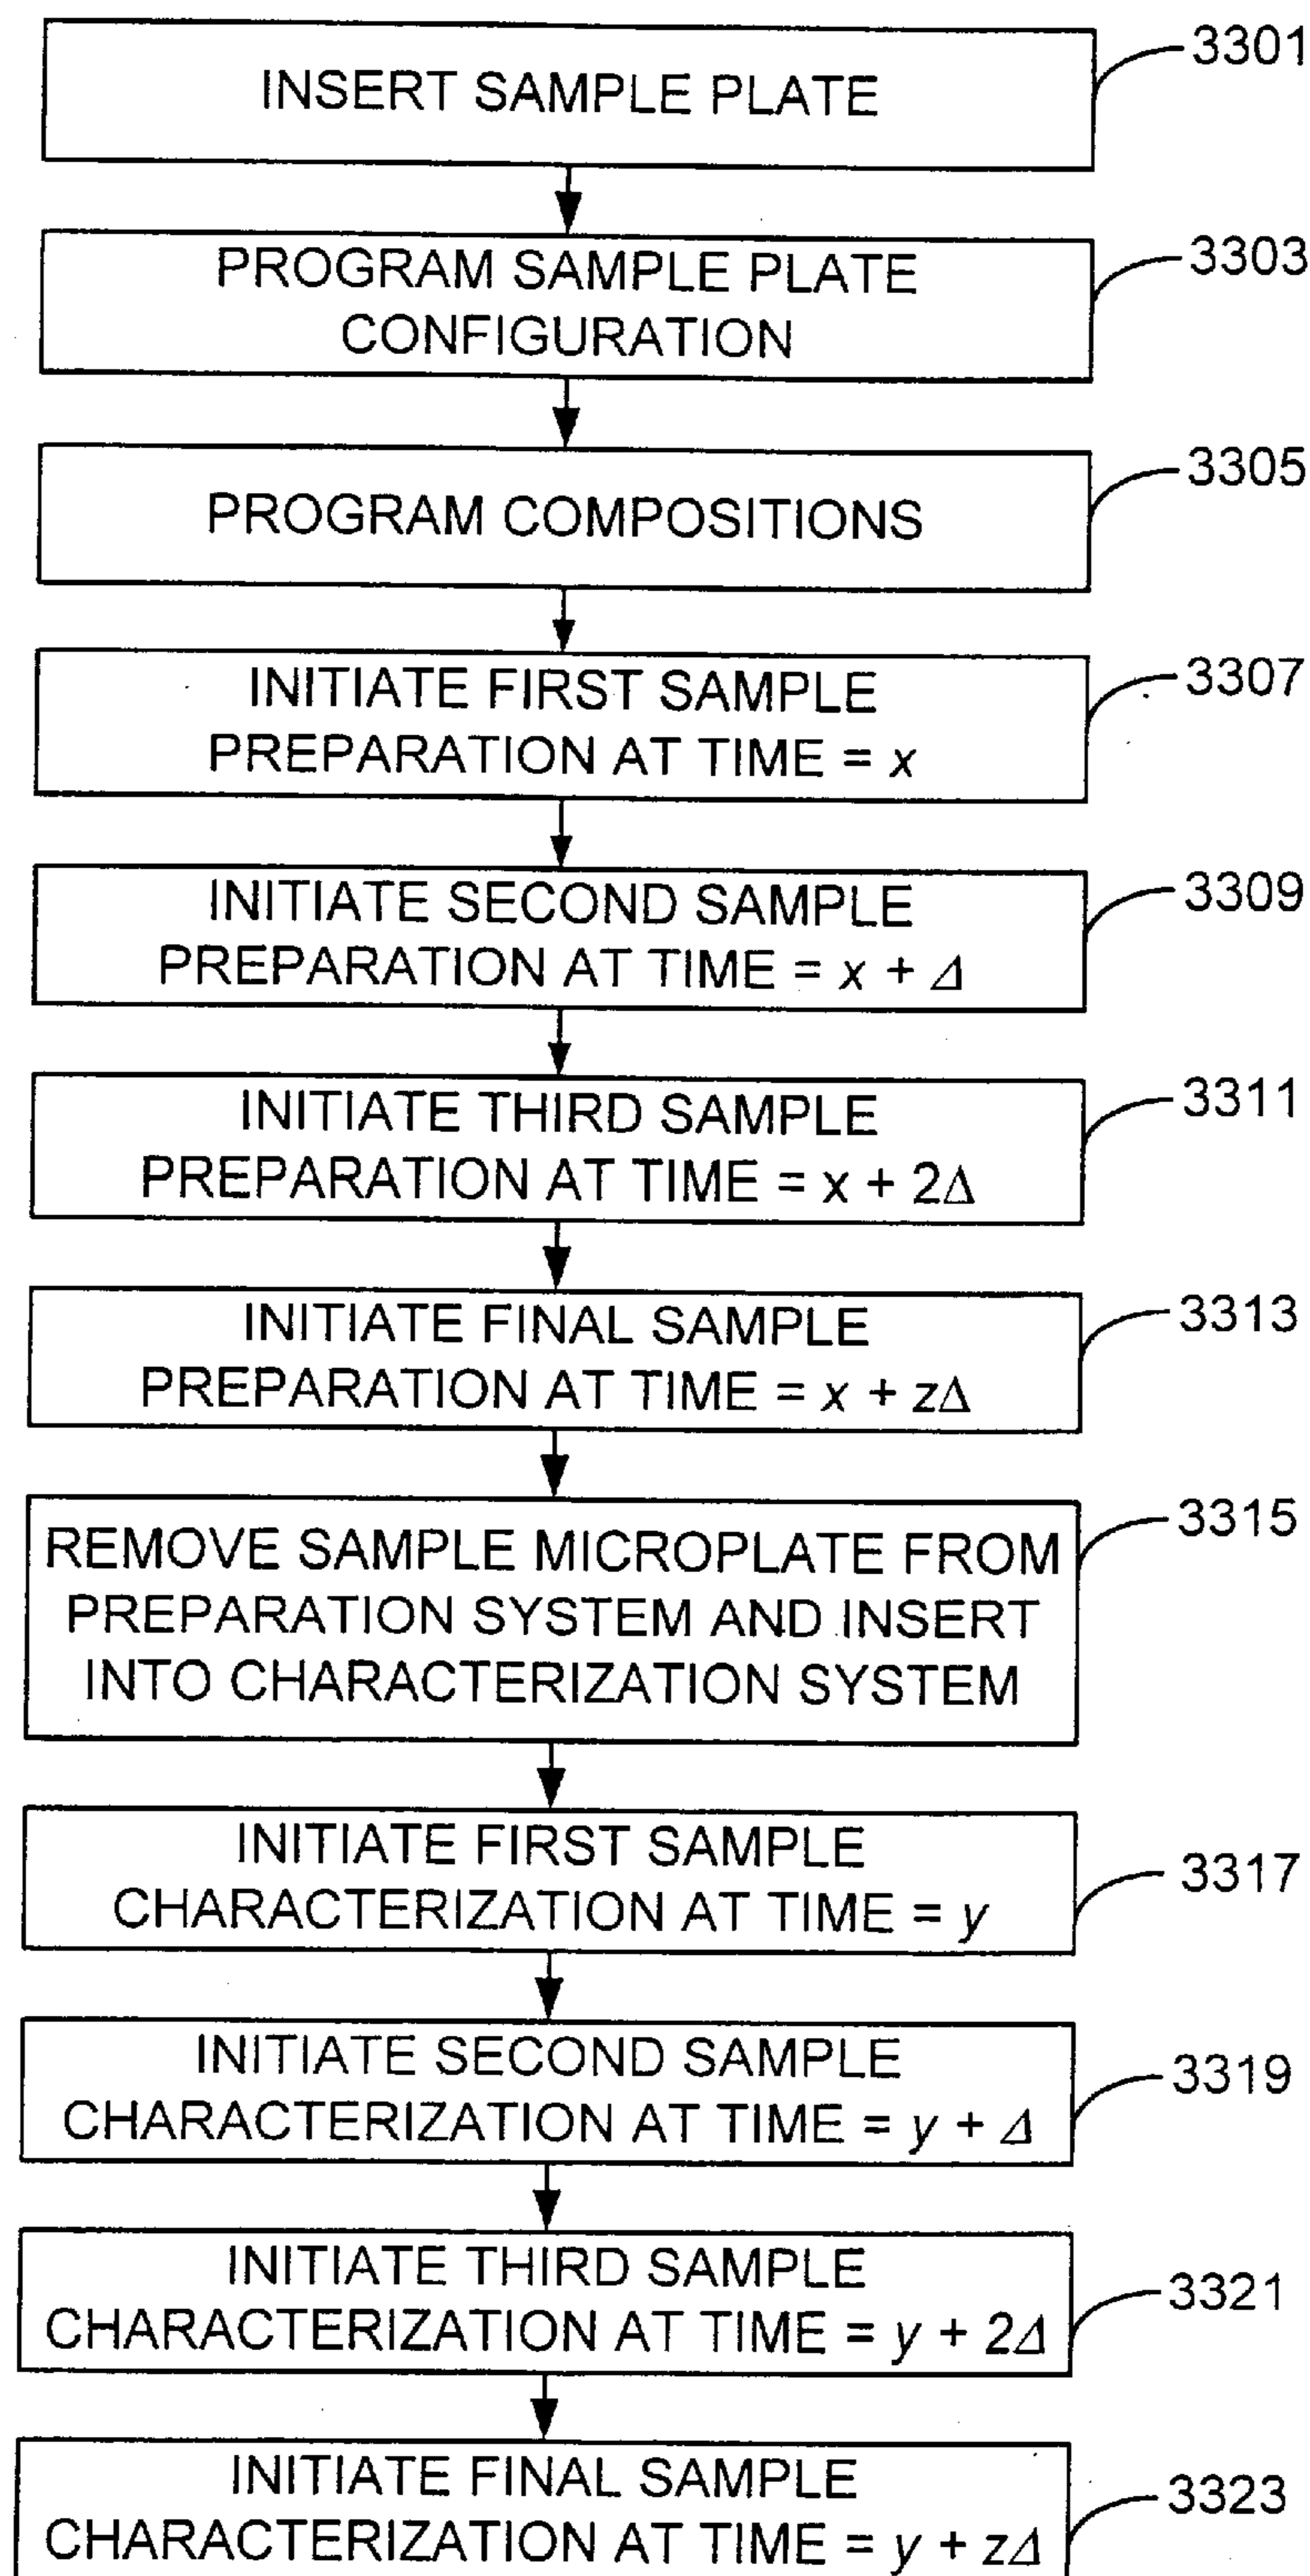 INSERT SAMPLE PLATE
3301
PROGRAM SAMPLE PLATE
CONFIGURATION
3303
PROGRAM COMPOSITIONS
3305
INITIATE FIRST SAMPLE
PREPARATION AT TIME = x
3307
INITIATE SECOND SAMPLE
PREPARATION AT TIME = x + Δ
3309
INITIATE THIRD SAMPLE
PREPARATION AT TIME = x + 2Δ
3311
INITIATE FINAL SAMPLE
PREPARATION AT TIME = x + zΔ
3313
REMOVE SAMPLE MICROPLATE FROM
PREPARATION SYSTEM AND INSERT
INTO CHARACTERIZATION SYSTEM
3315
INITIATE FIRST SAMPLE
CHARACTERIZATION AT TIME = y
3317
INITIATE SECOND SAMPLE
CHARACTERIZATION AT TIME = y + Δ
3319
INITIATE THIRD SAMPLE
CHARACTERIZATION AT TIME = y + 2Δ
3321
INITIATE FINAL SAMPLE
CHARACTERIZATION AT TIME = y + zΔ
3323